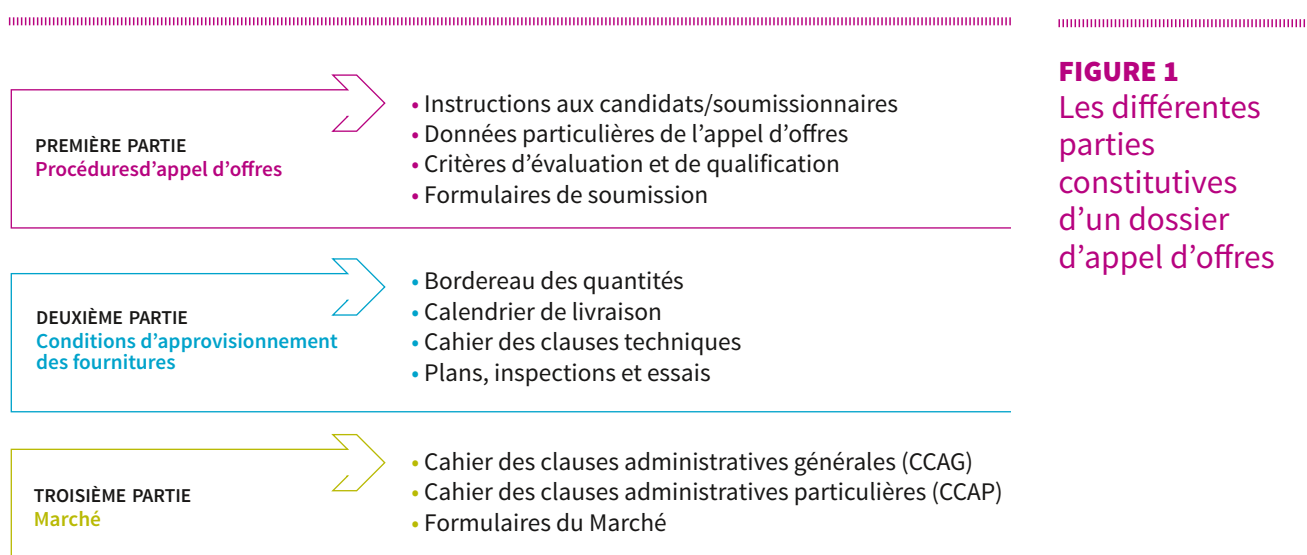 PREMIÈRE PARTIE
Procéduresd'appel d'offres
• Instructions aux candidats/soumissionnaires
• Données particulières de l'appel d'offres
• Critères d'évaluation et de qualification
• Formulaires de soumission
DEUXIÈME PARTIE
Conditions d'approvisionnement
des fournitures
• Bordereau des quantités
• Calendrier de livraison
• Cahier des clauses techniques
• Plans, inspections et essais
TROISIÈME PARTIE
Marché
• Cahier des clauses administratives générales (CCAG)
• Cahier des clauses administratives particulières (CCAP)
• Formulaires du Marché
FIGURE 1
Les différentes
parties
constitutives
d'un dossier
d'appel d'offres